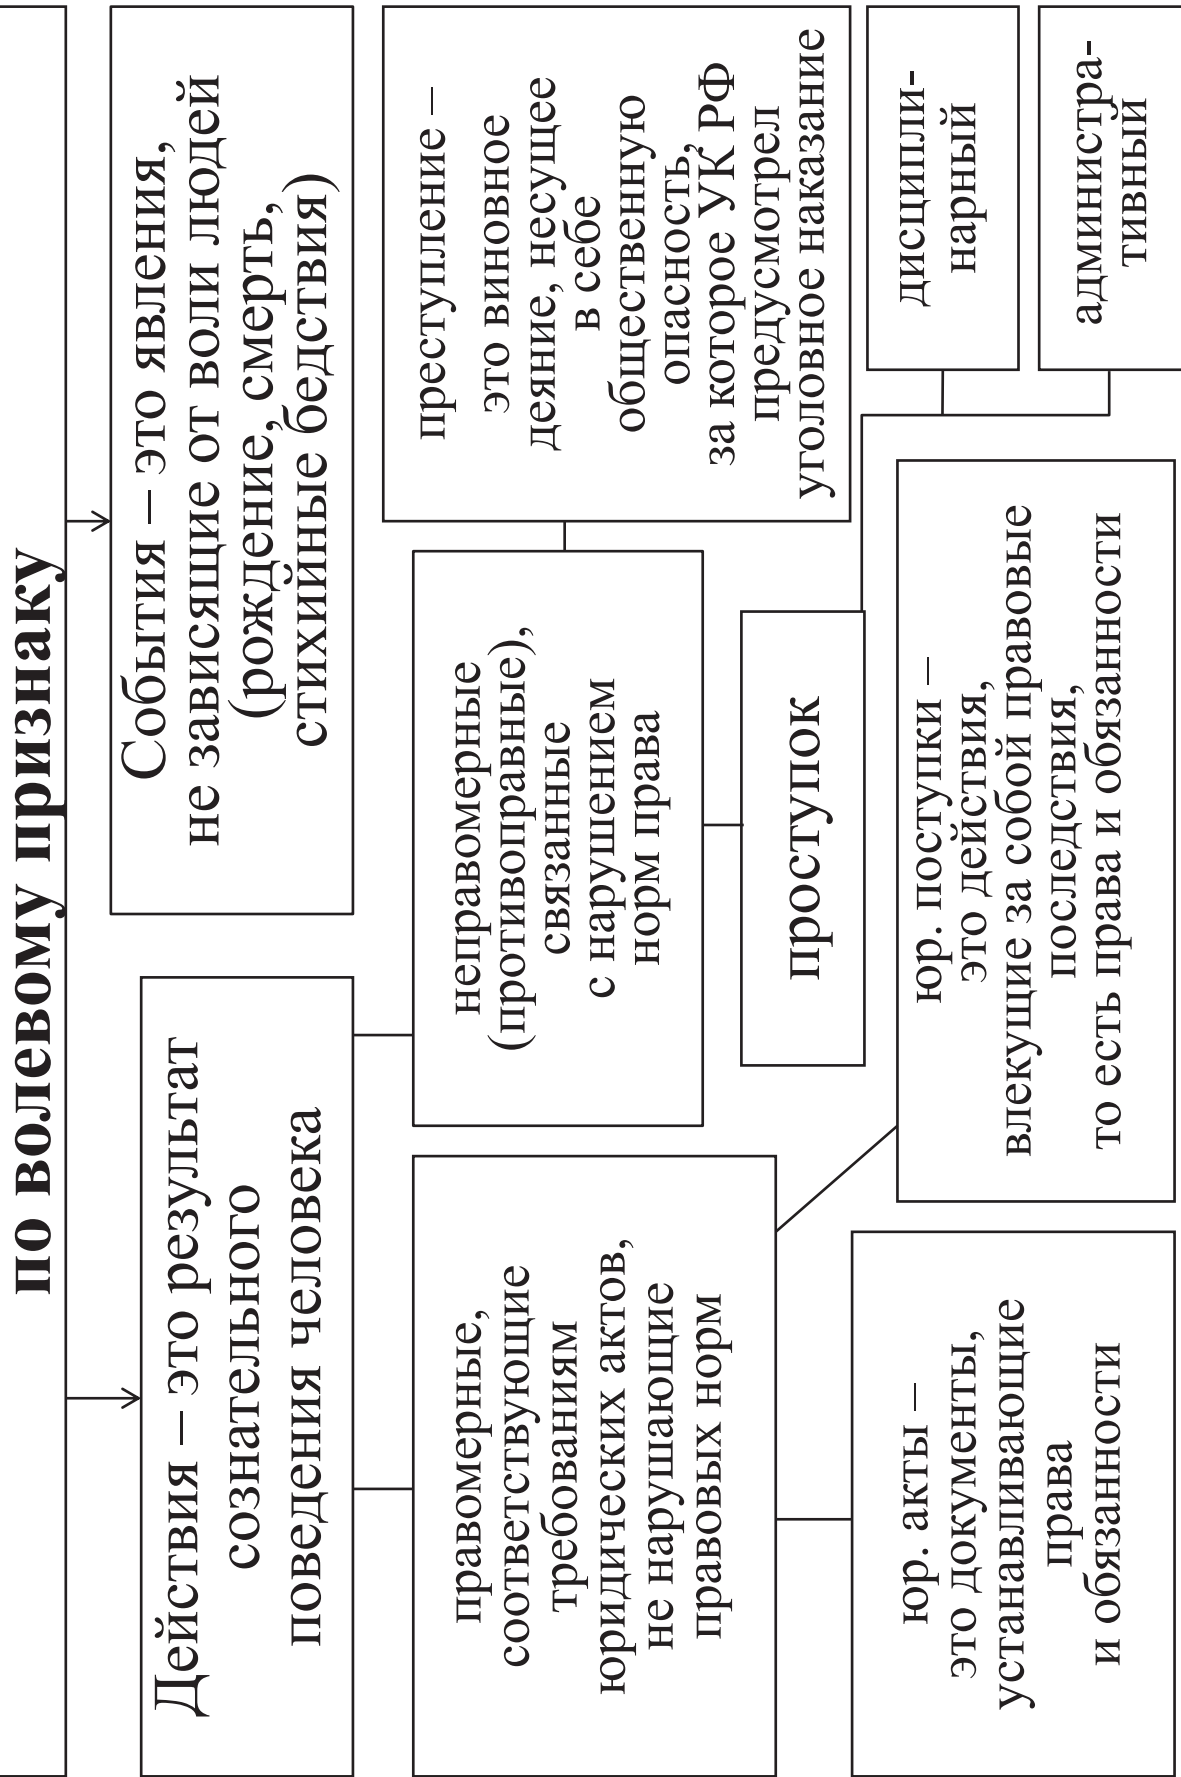 по волевому признаку
Действия – это результат
сознательного
поведения человека
События – это явления,
не зависящие от воли людей
(рождение, смерть,
стихийные бедствия)
правомерные,
соответствующие
требованиям
юридических актов,
не нарушающие
правовых норм
неправомерные
(противоправные),
связанные
с нарушением
норм права
преступление –
это виновное
деяние, несущее
в себе
общественную
опасность,
за которое УК РФ
предусмотрел
уголовное наказание
проступок
дисципли-
нарный
администра-
тивный
юр. акты –
это документы,
устанавливающие
права
и обязанности
юр. поступки –
это действия,
влекущие за собой правовые
последствия,
то есть права и обязанности